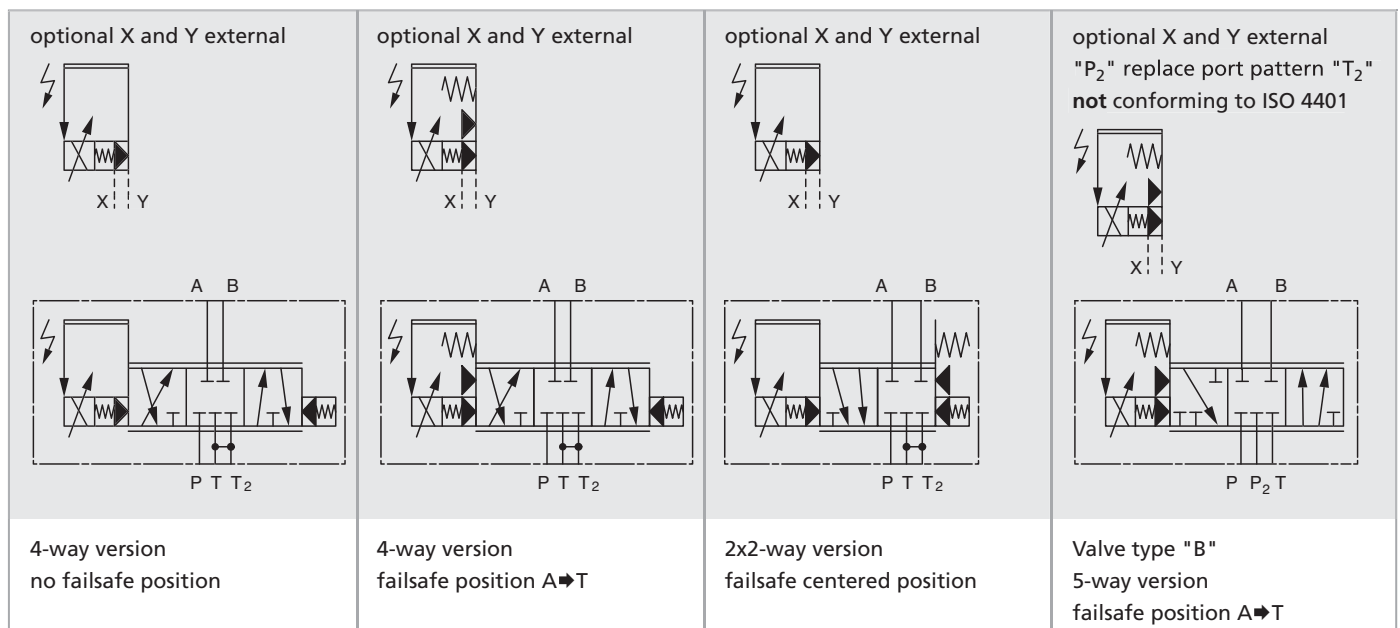 optional X and Y external
X Y
A B
P T T2
4-way version
no failsafe position
optional X and Y external
X Y
A B
P T T2
4-way version
failsafe position A➡T
optional X and Y external
X Y
A B
P T T2
2x2-way version
failsafe centered position
optional X and Y external
"P2" replace port pattern "T2"
not conforming to ISO 4401
X Y
A B
P P2 T
Valve type "B"
5-way version
failsafe position A➡T